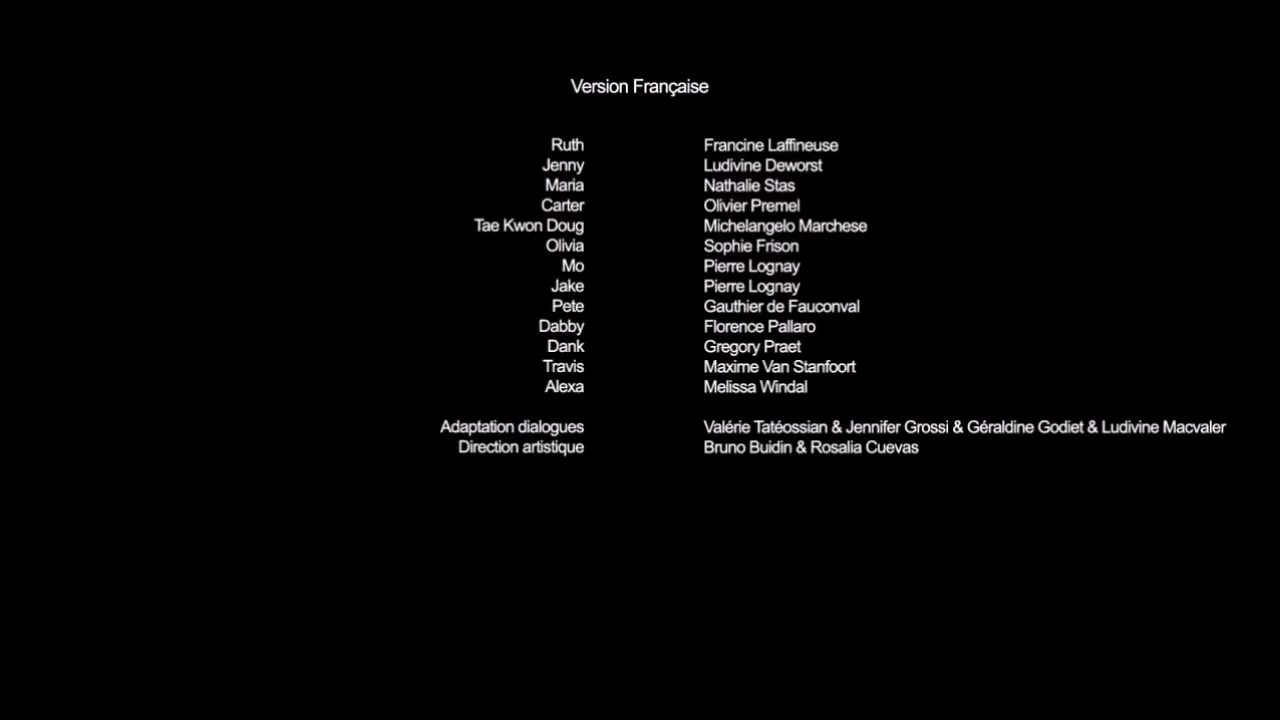 Version Française
Ruth Francine Laffineuse
Jenny Ludivine Deworst
Maria Nathalie Stas
Carter Olivier Premel
Tae Kwon Doug Michelangelo Marchese
Olivia Sophie Frison
Mo Pierre Lognay
Jake Pierre Lognay
Pete Gauthier de Fauconval
Dabby Florence Pallaro
Dank Gregory Praet
Travis Maxime Van Stanfoort
Alexa Melissa Windal
Adaptation dialogues Valérie Tatéossian & Jennifer Grossi & Géraldine Godiet & Ludivine Macvaler
Direction artistique Bruno Buidin & Rosalia Cuevas